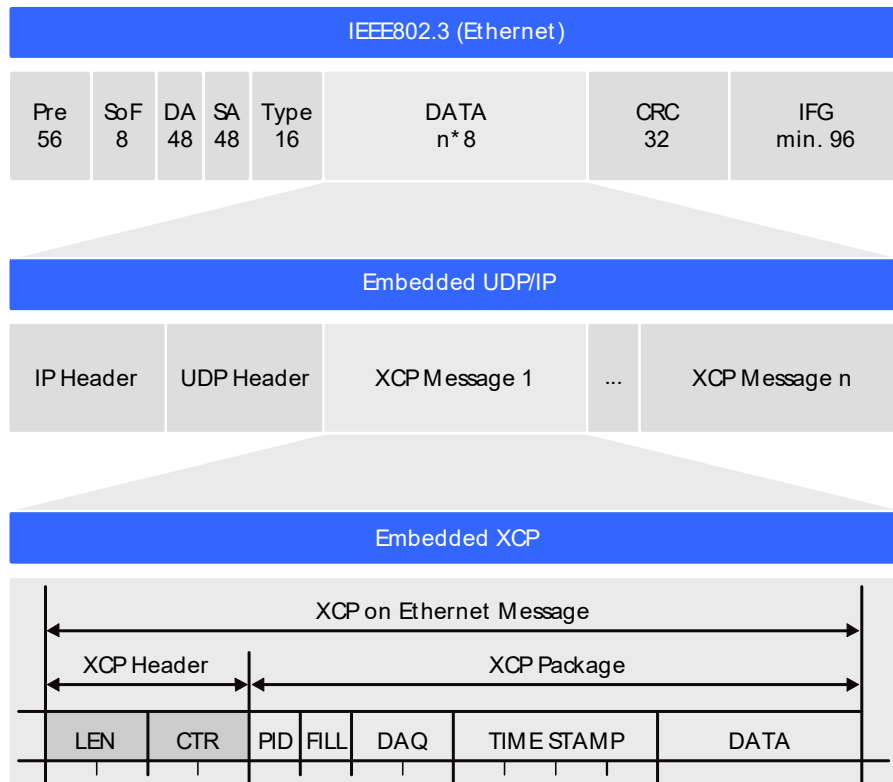 IEEE802.3 (Ethernet)
Pre SoF DA SA Type DATA CRC IFG
56 8 48 48 16 n*8 32 min. 96
Embedded UDP/IP
IP Header UDP Header XCP Message 1 ... XCP Message n
Embedded XCP
XCP on Ethernet Message
XCP Header XCP Package
LEN CTR PID FILL DAQ TIME STAMP DATA